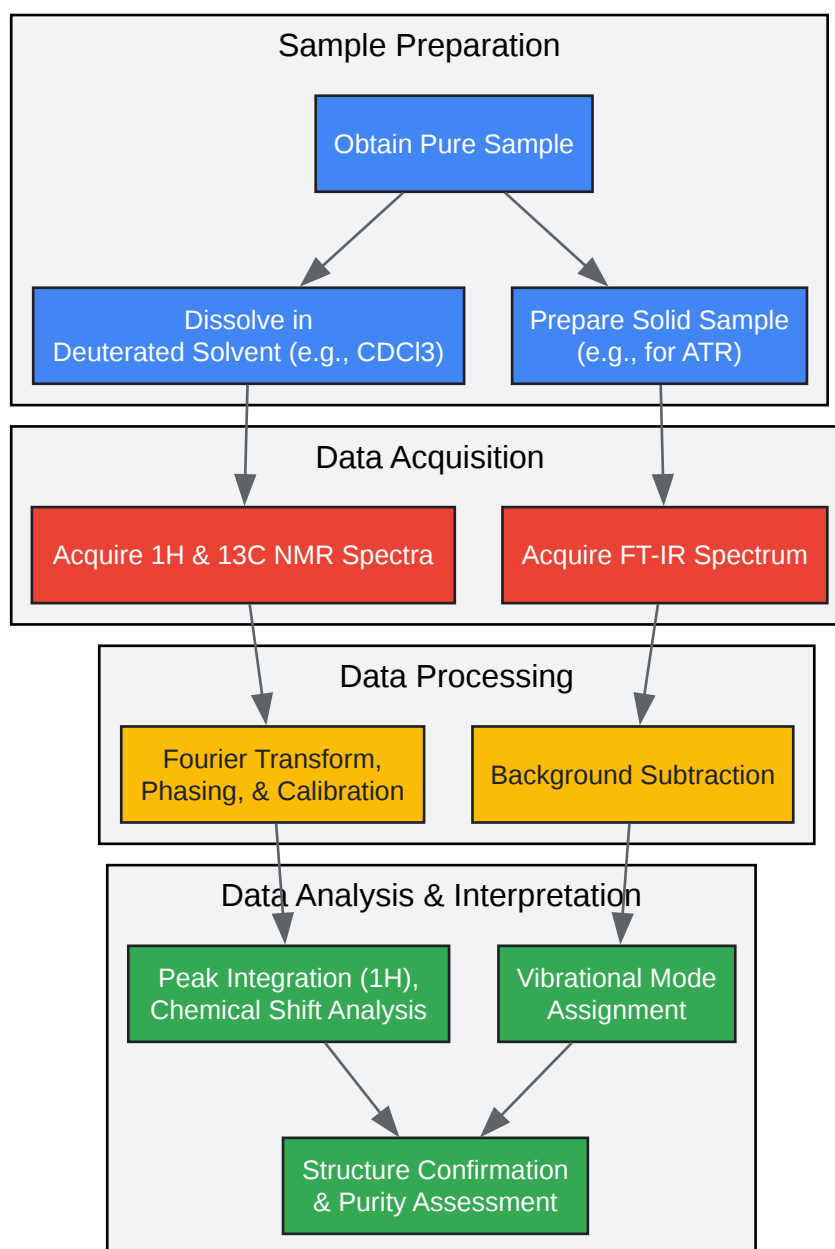 Sample Preparation
Obtain Pure Sample
Dissolve in
Deuterated Solvent (e.g., CDCl3)
Prepare Solid Sample
(e.g., for ATR)
Data Acquisition
Acquire 1H & 13C NMR Spectra
Acquire FT-IR Spectrum
Data Processing
Fourier Transform,
Phasing, & Calibration
Background Subtraction
Data Analysis & Interpretation
Peak Integration (1H),
Chemical Shift Analysis
Vibrational Mode
Assignment
Structure Confirmation
& Purity Assessment